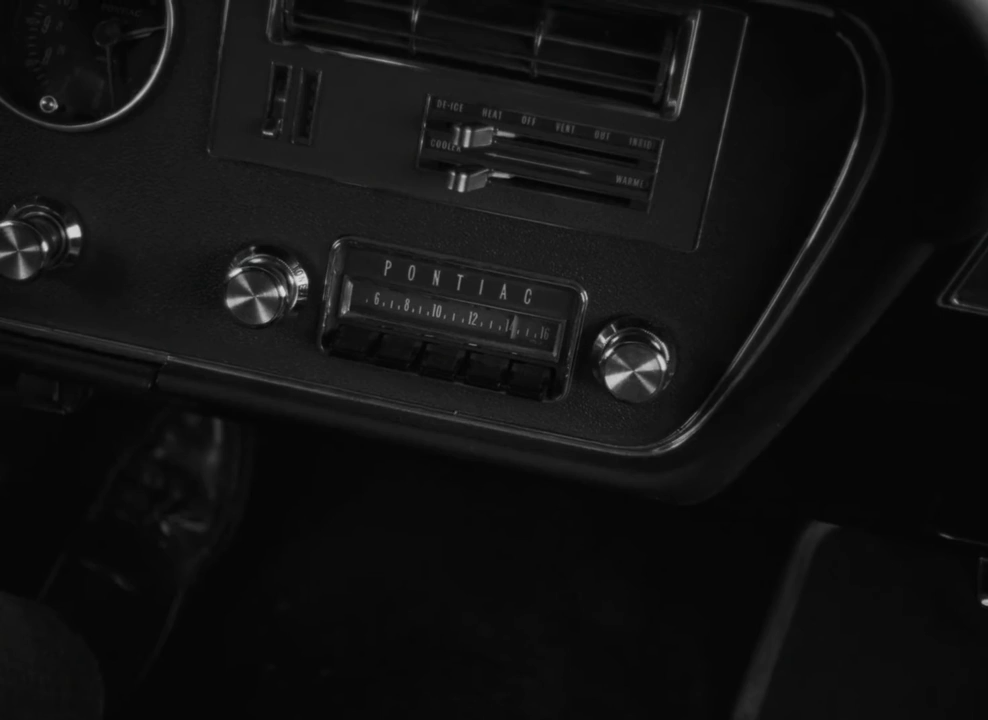 DE-ICE HEAT OFF VENT OUT INSIDE
COOLER WARMER
PONTIAC
6 8 10 12 14 16